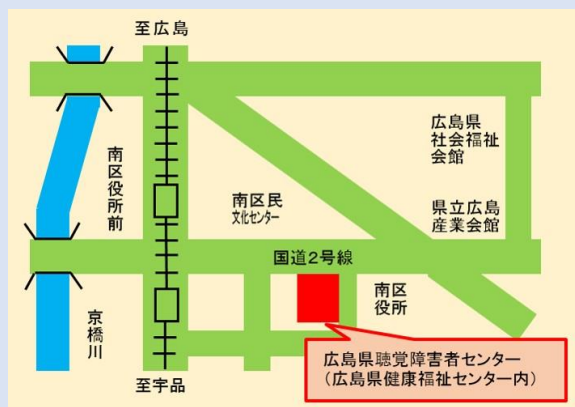 至広島
広島県
社会福祉
会館
南区役所前
南区民
文化センター
県立広島
産業会館
国道2号線
南区
役所
京橋川
広島県聴覚障害者センター
（広島県健康福祉センター内）
至宇品